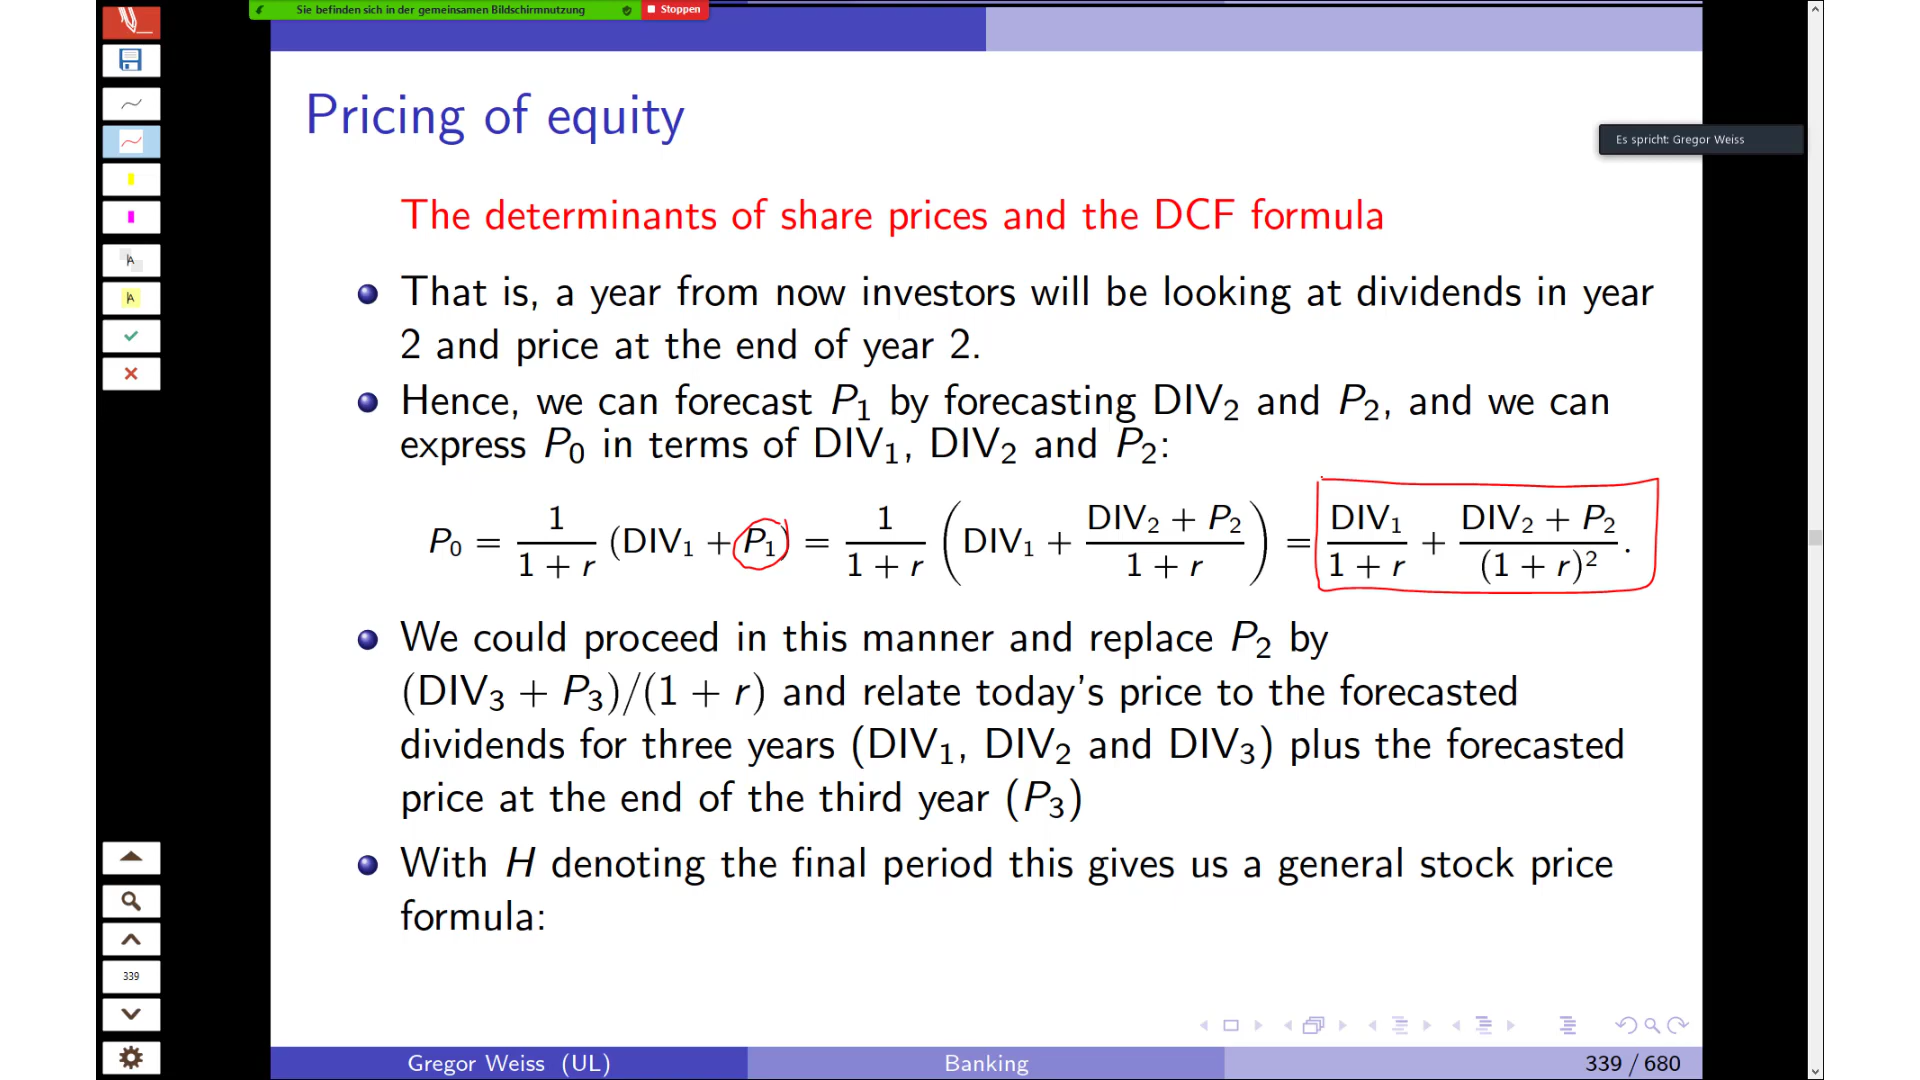 Sie befinden sich in der gemeinsamen Bildschirmnutzung
Stoppen
Pricing of equity
Es spricht: Gregor Weiss
The determinants of share prices and the DCF formula
That is, a year from now investors will be looking at dividends in year
2 and price at the end of year 2.
Hence, we can forecast P₁ by forecasting DIV₂ and P₂, and we can
express P₀ in terms of DIV₁, DIV₂ and P₂:
P₀ = 1/(1 + r) (DIV₁ + P₁) = 1/(1 + r) (DIV₁ + (DIV₂ + P₂)/(1 + r)) = DIV₁/(1 + r) + (DIV₂ + P₂)/(1 + r)².
We could proceed in this manner and replace P₂ by
(DIV₃ + P₃)/(1 + r) and relate today's price to the forecasted
dividends for three years (DIV₁, DIV₂ and DIV₃) plus the forecasted
price at the end of the third year (P₃)
With H denoting the final period this gives us a general stock price
formula:
339
Gregor Weiss (UL)
Banking
339 / 680
A
A